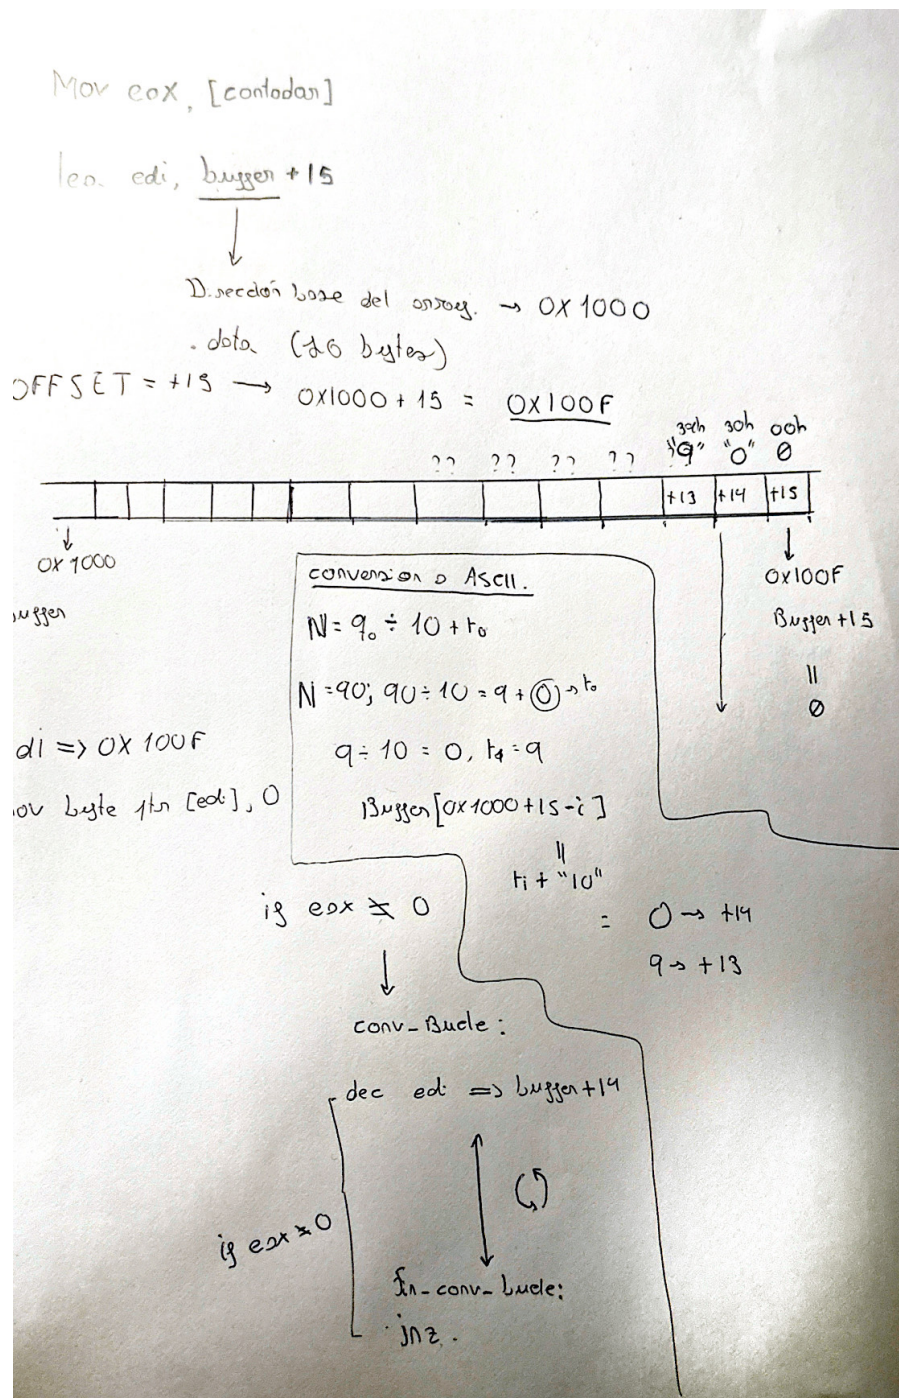 Mov eax, [contador]
lea. edi, buffer + 15
Dirección base del array. → 0X1000
.data (16 bytes)
OFFSET = +15 → 0X1000 + 15 = 0X100F
39h 30h 00h
?? ?? ?? ?? "9" "0" 0
+13 +14 +15
0X1000
0X100F
uffer
Buffer +15
||
0
conversion a ASCII.
N = q₀ ÷ 10 + r₀
N = 90; 90 ÷ 10 = 9 + 0 → r₀
9 ÷ 10 = 0, r₁ = 9
Buffer [0X1000 + 15 - i]
||
ri + "10"
= 0 → +14
9 → +13
di => 0X100F
ov byte ptr [edi], 0
if eax ≠ 0
conv_Bucle:
dec edi => buffer +14
if eax ≠ 0
fin_conv_bucle:
jnz.